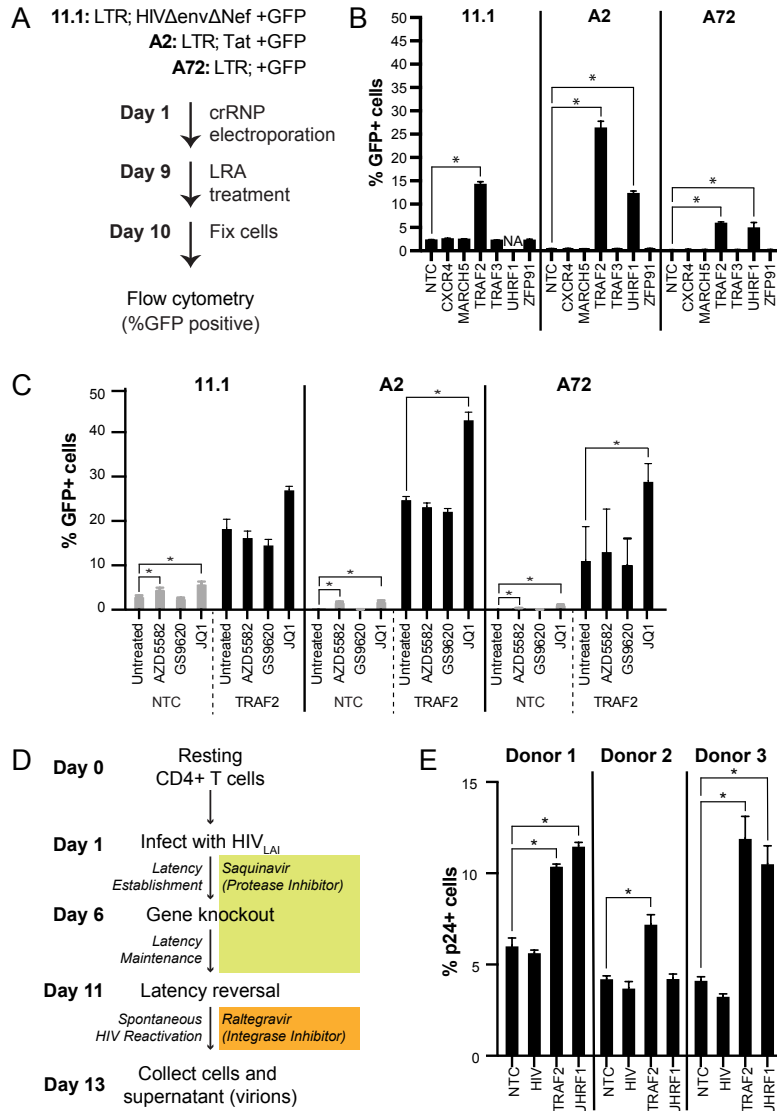 A
11.1: LTR; HIVΔenvΔNef +GFP
A2: LTR; Tat +GFP
A72: LTR; +GFP
Day 1
crRNP
electroporation
Day 9
LRA
treatment
Day 10
Fix cells
Flow cytometry
(%GFP positive)
B
11.1
A2
A72
% GFP+ cells
50
45
40
35
30
25
20
15
10
5
0
*
NA
*
*
*
*
NTC
CXCR4
MARCH5
TRAF2
TRAF3
UHRF1
ZFP91
NTC
CXCR4
MARCH5
TRAF2
TRAF3
UHRF1
ZFP91
NTC
CXCR4
MARCH5
TRAF2
TRAF3
UHRF1
ZFP91
C
11.1
A2
A72
% GFP+ cells
50
40
30
20
10
0
*
*
*
*
*
*
*
*
Untreated
AZD5582
GS9620
JQ1
Untreated
AZD5582
GS9620
JQ1
Untreated
AZD5582
GS9620
JQ1
Untreated
AZD5582
GS9620
JQ1
Untreated
AZD5582
GS9620
JQ1
Untreated
AZD5582
GS9620
JQ1
NTC
TRAF2
NTC
TRAF2
NTC
TRAF2
D
Day 0
Resting
CD4+ T cells
Day 1
Infect with HIVLAI
Latency
Establishment
Saquinavir
(Protease Inhibitor)
Day 6
Gene knockout
Latency
Maintenance
Day 11
Latency reversal
Spontaneous
HIV Reactivation
Raltegravir
(Integrase Inhibitor)
Day 13
Collect cells and
supernatant (virions)
E
Donor 1
Donor 2
Donor 3
% p24+ cells
15
10
5
0
*
*
*
*
*
NTC
HIV
TRAF2
UHRF1
NTC
HIV
TRAF2
UHRF1
NTC
HIV
TRAF2
UHRF1